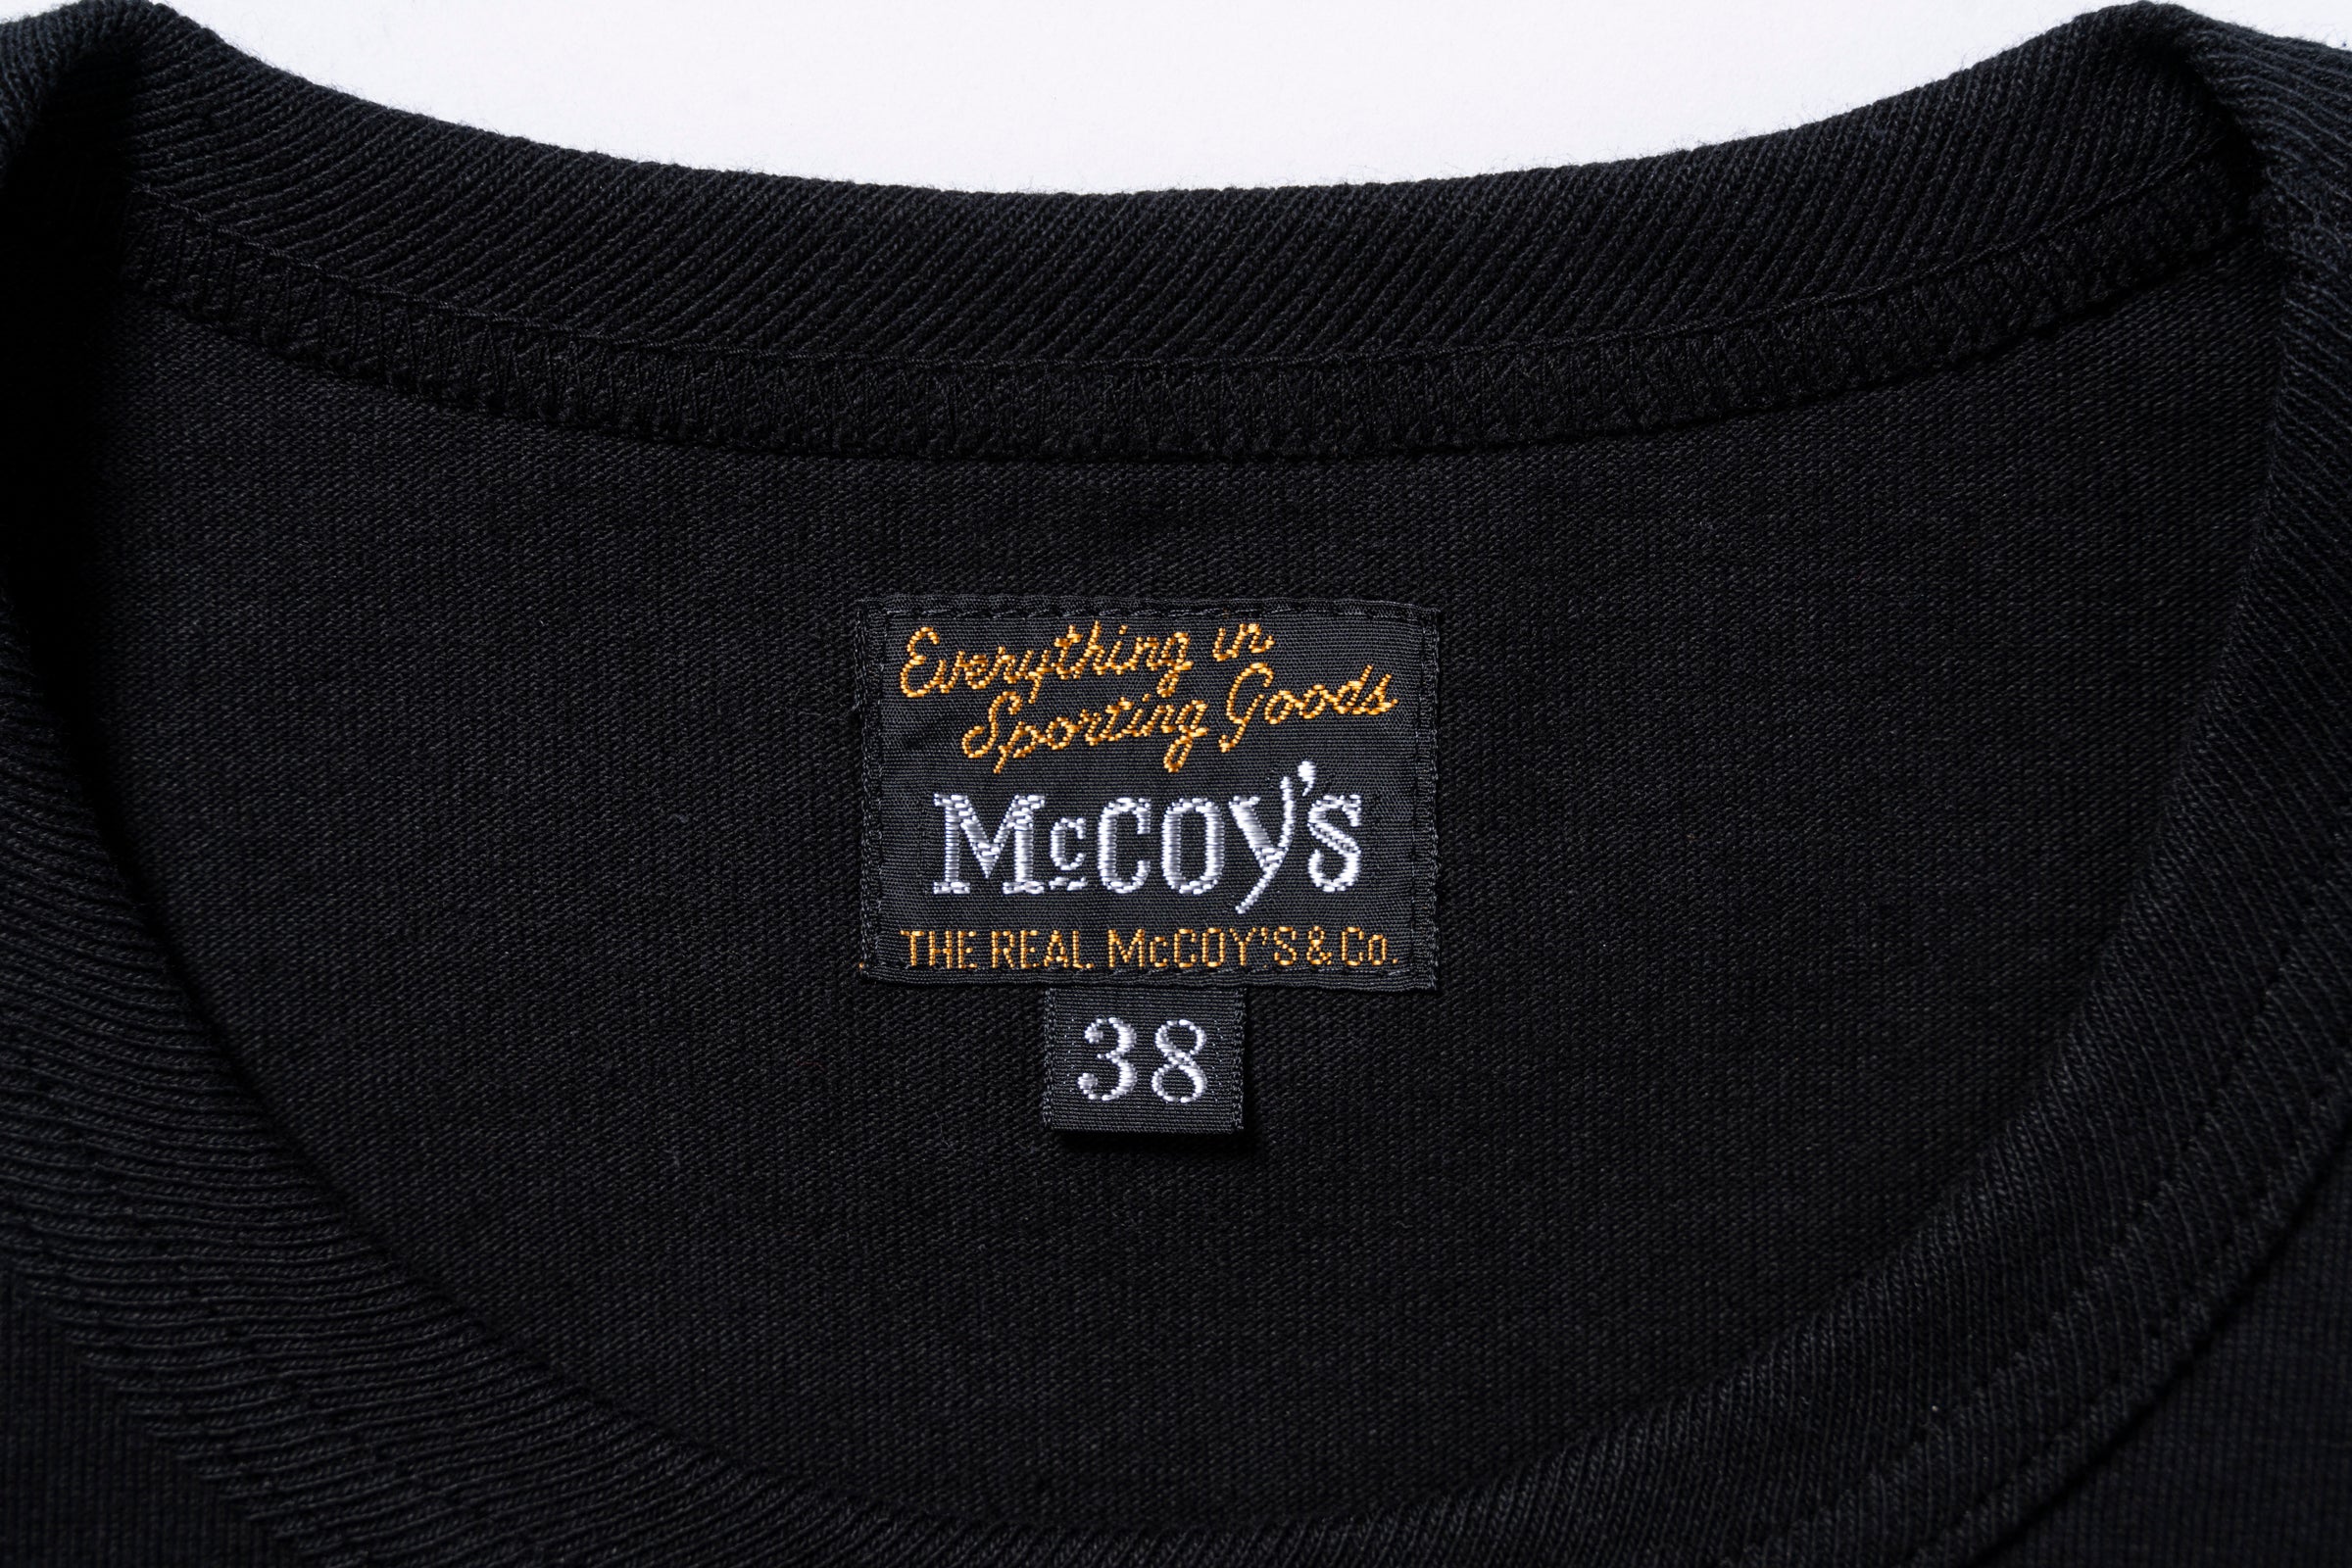 Everything in
Sporting Goods
McCOY'S
THE REAL McCOY'S & Co.
38